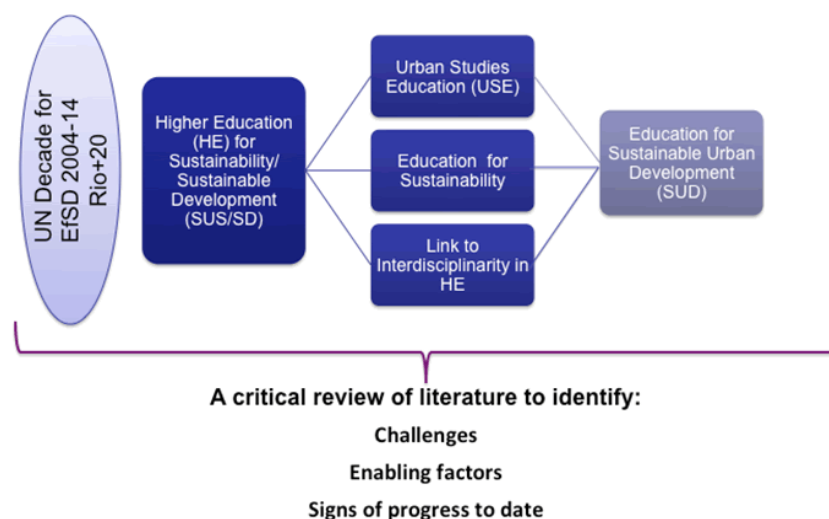 UN Decade for
EfSD 2004-14
Rio+20
Higher Education
(HE) for
Sustainability/
Sustainable
Development
(SUS/SD)
Urban Studies
Education (USE)
Education for
Sustainability
Link to
Interdisciplinarity in
HE
Education for
Sustainable Urban
Development
(SUD)
A critical review of literature to identify:
Challenges
Enabling factors
Signs of progress to date